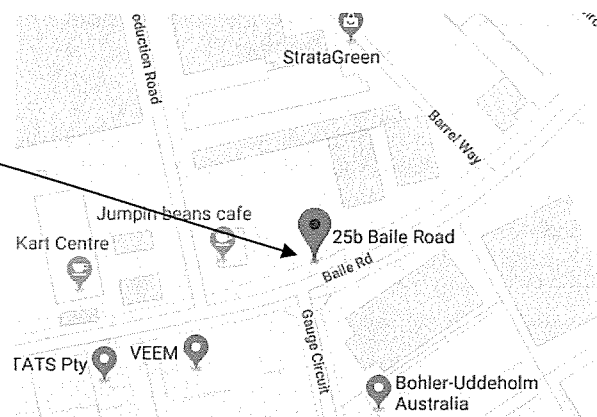 oduction Road
StrataGreen
Barrel Way
Jumpin beans cafe
Kart Centre
25b Baile Road
Baile Rd
Gauge Circuit
TATS Pty
VEEM
Bohler-Uddeholm
Australia